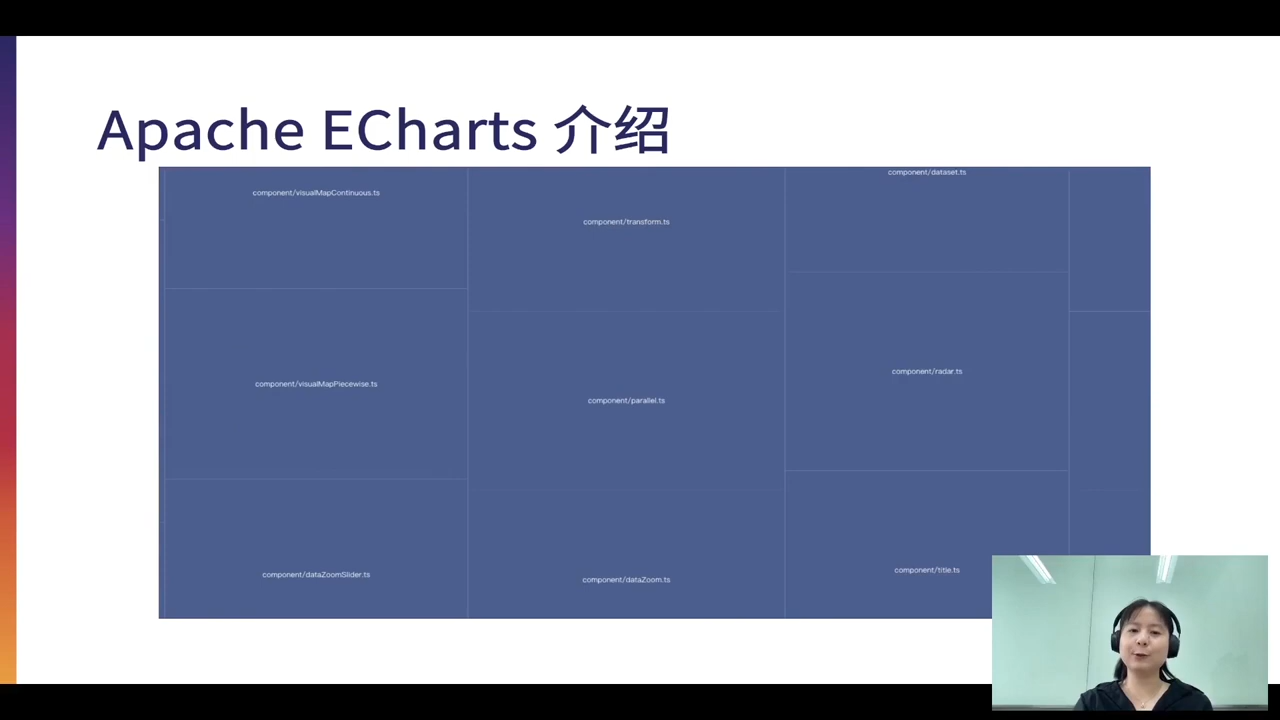 Apache ECharts 介绍
component/visualMapContinuous.ts
component/transform.ts
component/dataset.ts
component/visualMapPiecewise.ts
component/parallel.ts
component/radar.ts
component/dataZoomSlider.ts
component/dataZoom.ts
component/title.ts